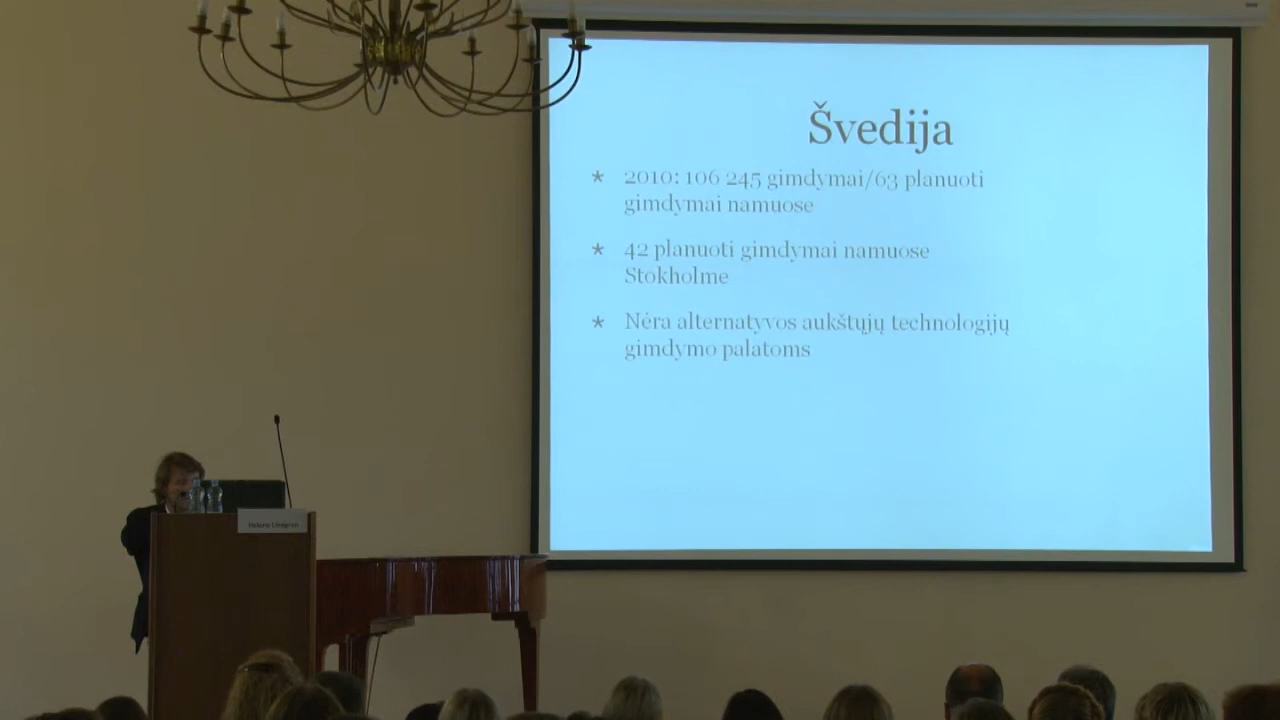 Švedija
* 2010: 106 245 gimdymai/63 planuoti
gimdymai namuose
* 42 planuoti gimdymai namuose
Stokholme
* Nėra alternatyvos aukštųjų technologijų
gimdymo palatoms
Lindgren